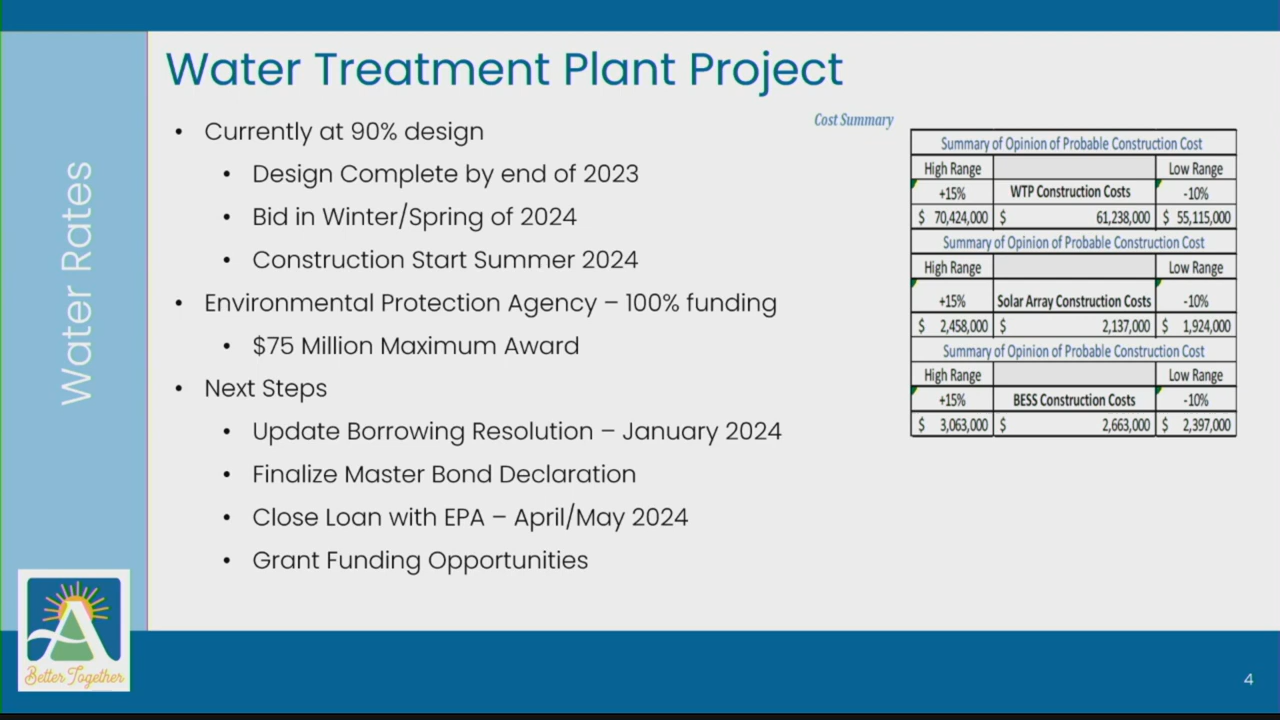 Water Treatment Plant Project
Water Rates
• Currently at 90% design
• Design Complete by end of 2023
• Bid in Winter/Spring of 2024
• Construction Start Summer 2024
• Environmental Protection Agency – 100% funding
• $75 Million Maximum Award
• Next Steps
• Update Borrowing Resolution – January 2024
• Finalize Master Bond Declaration
• Close Loan with EPA – April/May 2024
• Grant Funding Opportunities
Cost Summary
Summary of Opinion of Probable Construction Cost
High Range Low Range
+15% WTP Construction Costs -10%
$ 70,424,000 $ 61,238,000 $ 55,115,000
Summary of Opinion of Probable Construction Cost
High Range Low Range
+15% Solar Array Construction Costs -10%
$ 2,458,000 $ 2,137,000 $ 1,924,000
Summary of Opinion of Probable Construction Cost
High Range Low Range
+15% BESS Construction Costs -10%
$ 3,063,000 $ 2,663,000 $ 2,397,000
A
Better Together
4